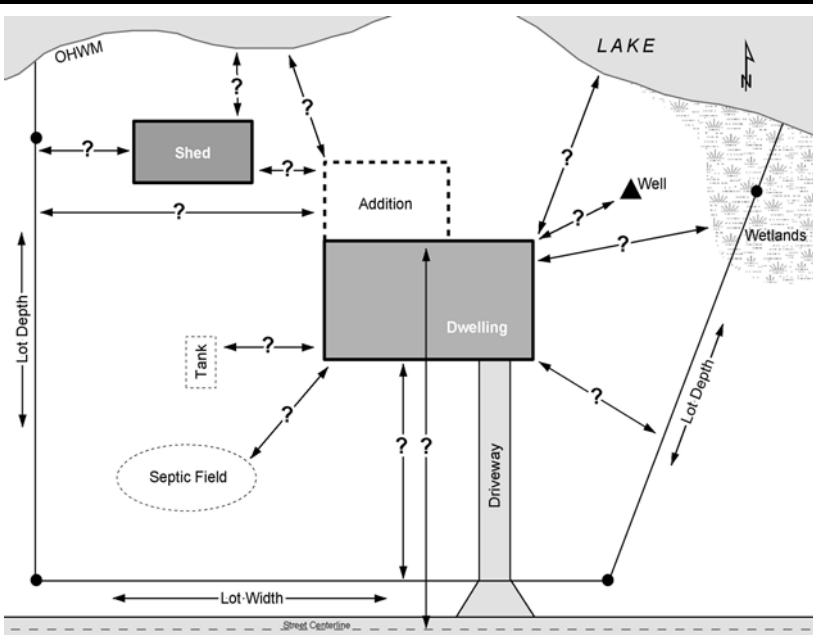 OHWM
LAKE
N
?
?
?
Shed
?
?
?
Well
Addition
?
?
?
Wetlands
Lot Depth
Dwelling
Tank
?
Lot Depth
?
?
?
?
Septic Field
Driveway
Lot Width
Street Centerline